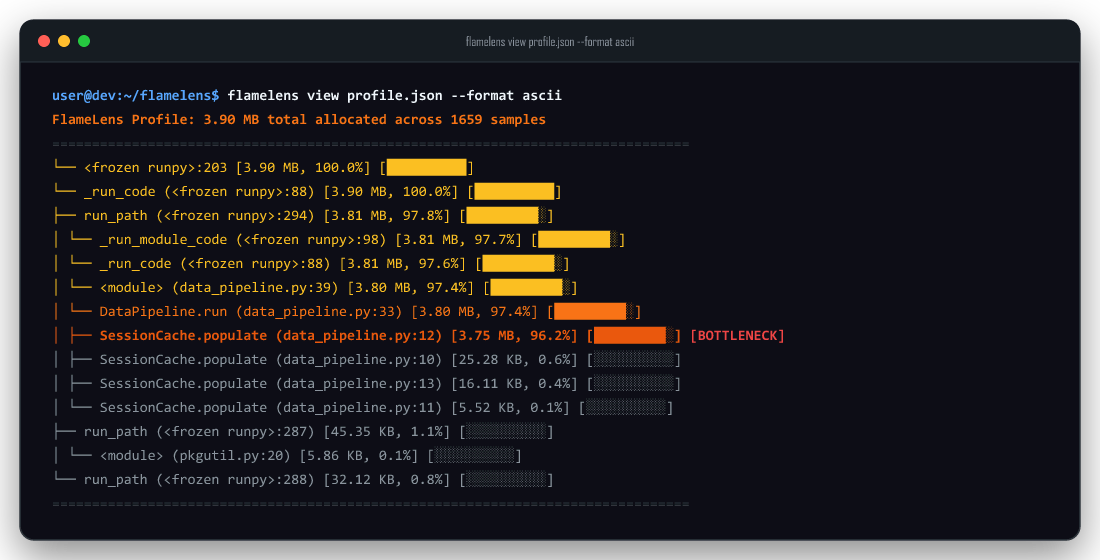 flamelens view profile.json --format ascii
user@dev:~/flamelens$ flamelens view profile.json --format ascii
FlameLens Profile: 3.90 MB total allocated across 1659 samples
======================================================================================
└── <frozen runpy>:203 [3.90 MB, 100.0%] [██████████]
└── _run_code (<frozen runpy>:88) [3.90 MB, 100.0%] [██████████]
├── run_path (<frozen runpy>:294) [3.81 MB, 97.8%] [█████████░]
│ └── _run_module_code (<frozen runpy>:98) [3.81 MB, 97.7%] [█████████░]
│ └── _run_code (<frozen runpy>:88) [3.81 MB, 97.6%] [█████████░]
│ └── <module> (data_pipeline.py:39) [3.80 MB, 97.4%] [█████████░]
│ └── DataPipeline.run (data_pipeline.py:33) [3.80 MB, 97.4%] [█████████░]
│ ├── SessionCache.populate (data_pipeline.py:12) [3.75 MB, 96.2%] [█████████░] [BOTTLENECK]
│ ├── SessionCache.populate (data_pipeline.py:10) [25.28 KB, 0.6%] [░░░░░░░░░░]
│ ├── SessionCache.populate (data_pipeline.py:13) [16.11 KB, 0.4%] [░░░░░░░░░░]
│ └── SessionCache.populate (data_pipeline.py:11) [5.52 KB, 0.1%] [░░░░░░░░░░]
├── run_path (<frozen runpy>:287) [45.35 KB, 1.1%] [░░░░░░░░░░]
│ └── <module> (pkgutil.py:20) [5.86 KB, 0.1%] [░░░░░░░░░░]
└── run_path (<frozen runpy>:288) [32.12 KB, 0.8%] [░░░░░░░░░░]
======================================================================================